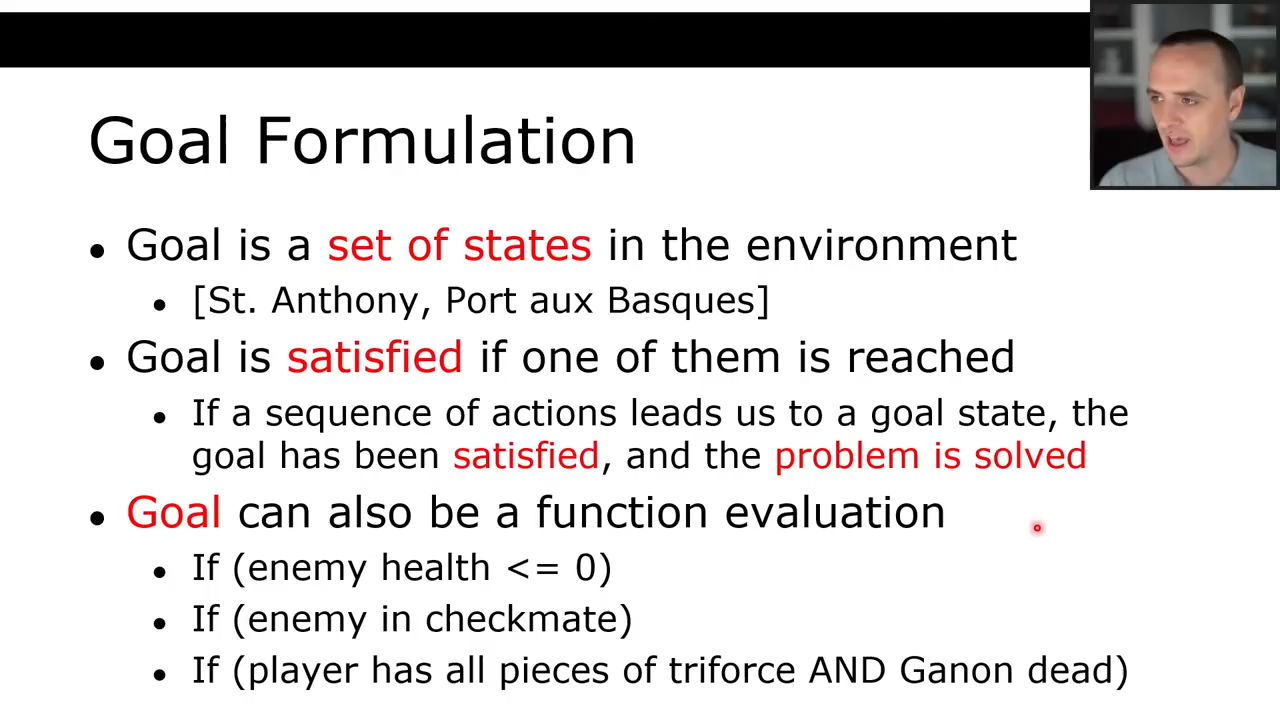 Goal Formulation
• Goal is a set of states in the environment
• [St. Anthony, Port aux Basques]
• Goal is satisfied if one of them is reached
• If a sequence of actions leads us to a goal state, the
goal has been satisfied, and the problem is solved
• Goal can also be a function evaluation
• If (enemy health <= 0)
• If (enemy in checkmate)
• If (player has all pieces of triforce AND Ganon dead)